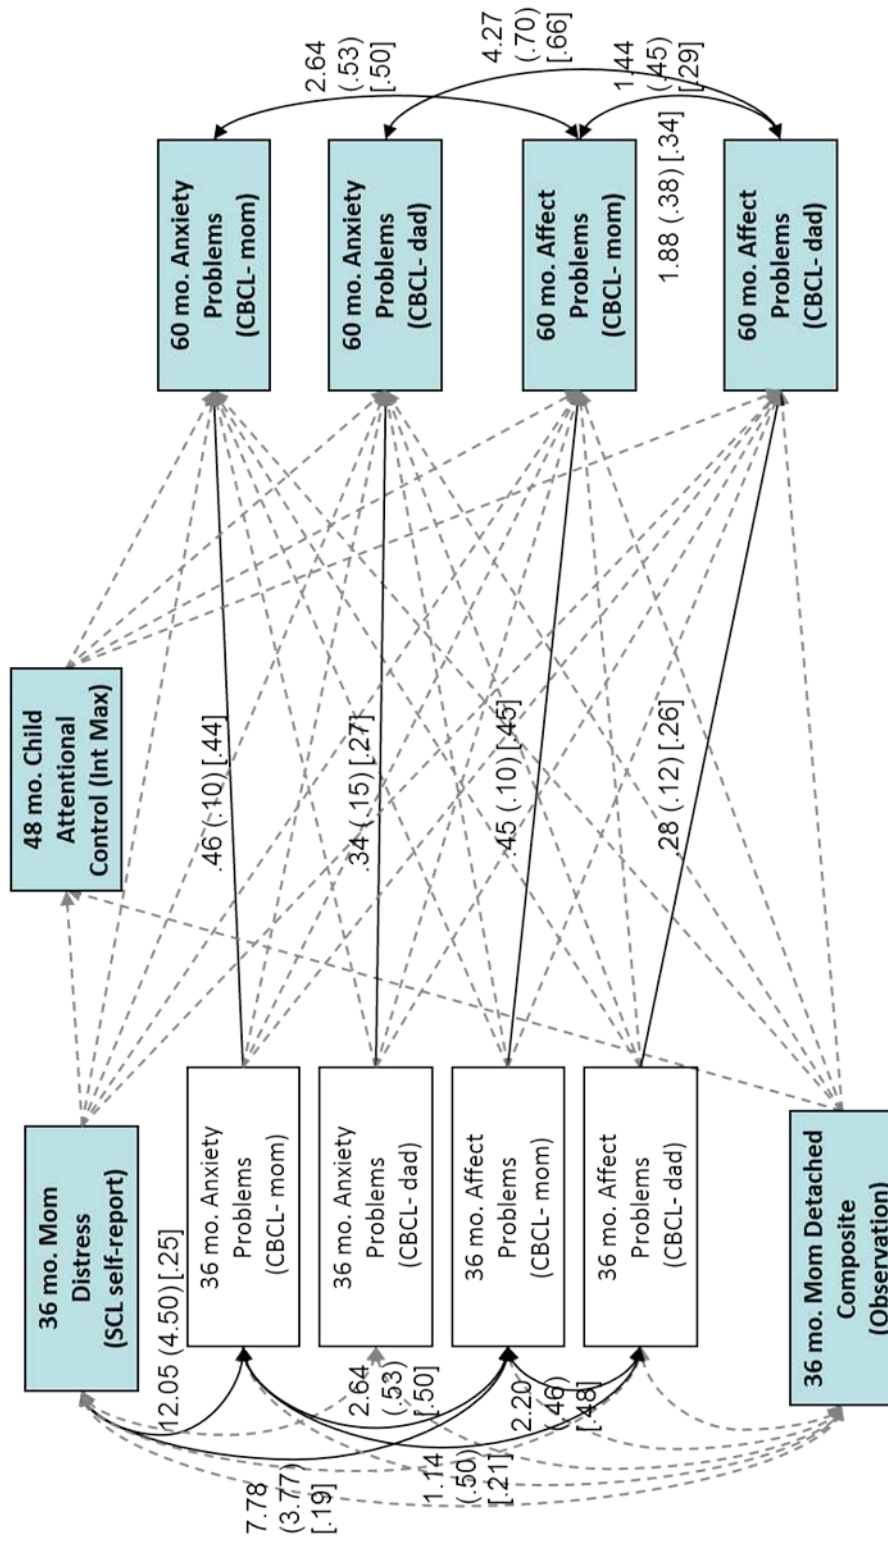 36 mo. Mom
Distress
(SCL self-report)
48 mo. Child
Attentional
Control (Int Max)
36 mo. Anxiety
Problems
(CBCL- mom)
36 mo. Anxiety
Problems
(CBCL- dad)
36 mo. Affect
Problems
(CBCL- mom)
36 mo. Affect
Problems
(CBCL- dad)
36 mo. Mom Detached
Composite
(Observation)
60 mo. Anxiety
Problems
(CBCL- mom)
60 mo. Anxiety
Problems
(CBCL- dad)
60 mo. Affect
Problems
(CBCL- mom)
60 mo. Affect
Problems
(CBCL- dad)
12.05 (4.50) [.25]
7.78
(3.77)
[.19]
2.64
(.53)
[.50]
1.14
(.50)
[.21]
2.20
(.46)
[.48]
.46 (.10) [.44]
.34 (.15) [.27]
.45 (.10) [.45]
.28 (.12) [.26]
2.64
(.53)
[.50]
4.27
(.70)
[.66]
1.44
(.45)
[.29]
1.88 (.38) [.34]